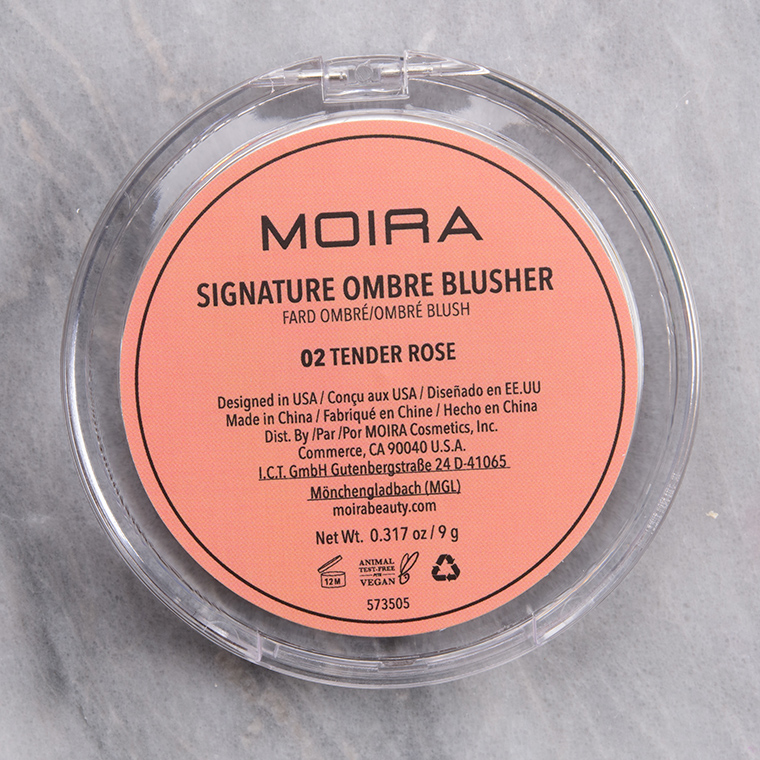 MOIRA
SIGNATURE OMBRE BLUSHER
FARD OMBRÉ/OMBRÉ BLUSH
02 TENDER ROSE
Designed in USA / Conçu aux USA / Diseñado en EE.UU
Made in China / Fabriqué en Chine / Hecho en China
Dist. By /Par /Por MOIRA Cosmetics, Inc.
Commerce, CA 90040 U.S.A.
I.C.T. GmbH Gutenbergstraße 24 D-41065
Mönchengladbach (MGL)
moirabeauty.com
Net Wt. 0.317 oz / 9 g
12M
ANIMAL
TEST-FREE
VEGAN
573505